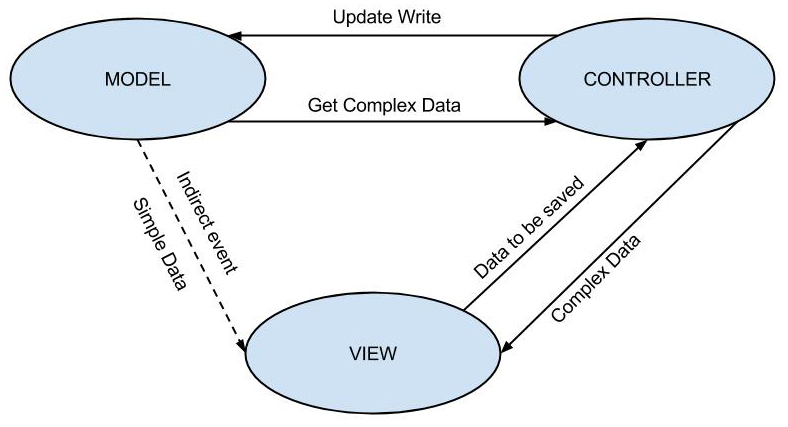 Update Write
MODEL
CONTROLLER
Get Complex Data
Indirect event
Simple Data
Data to be saved
Complex Data
VIEW